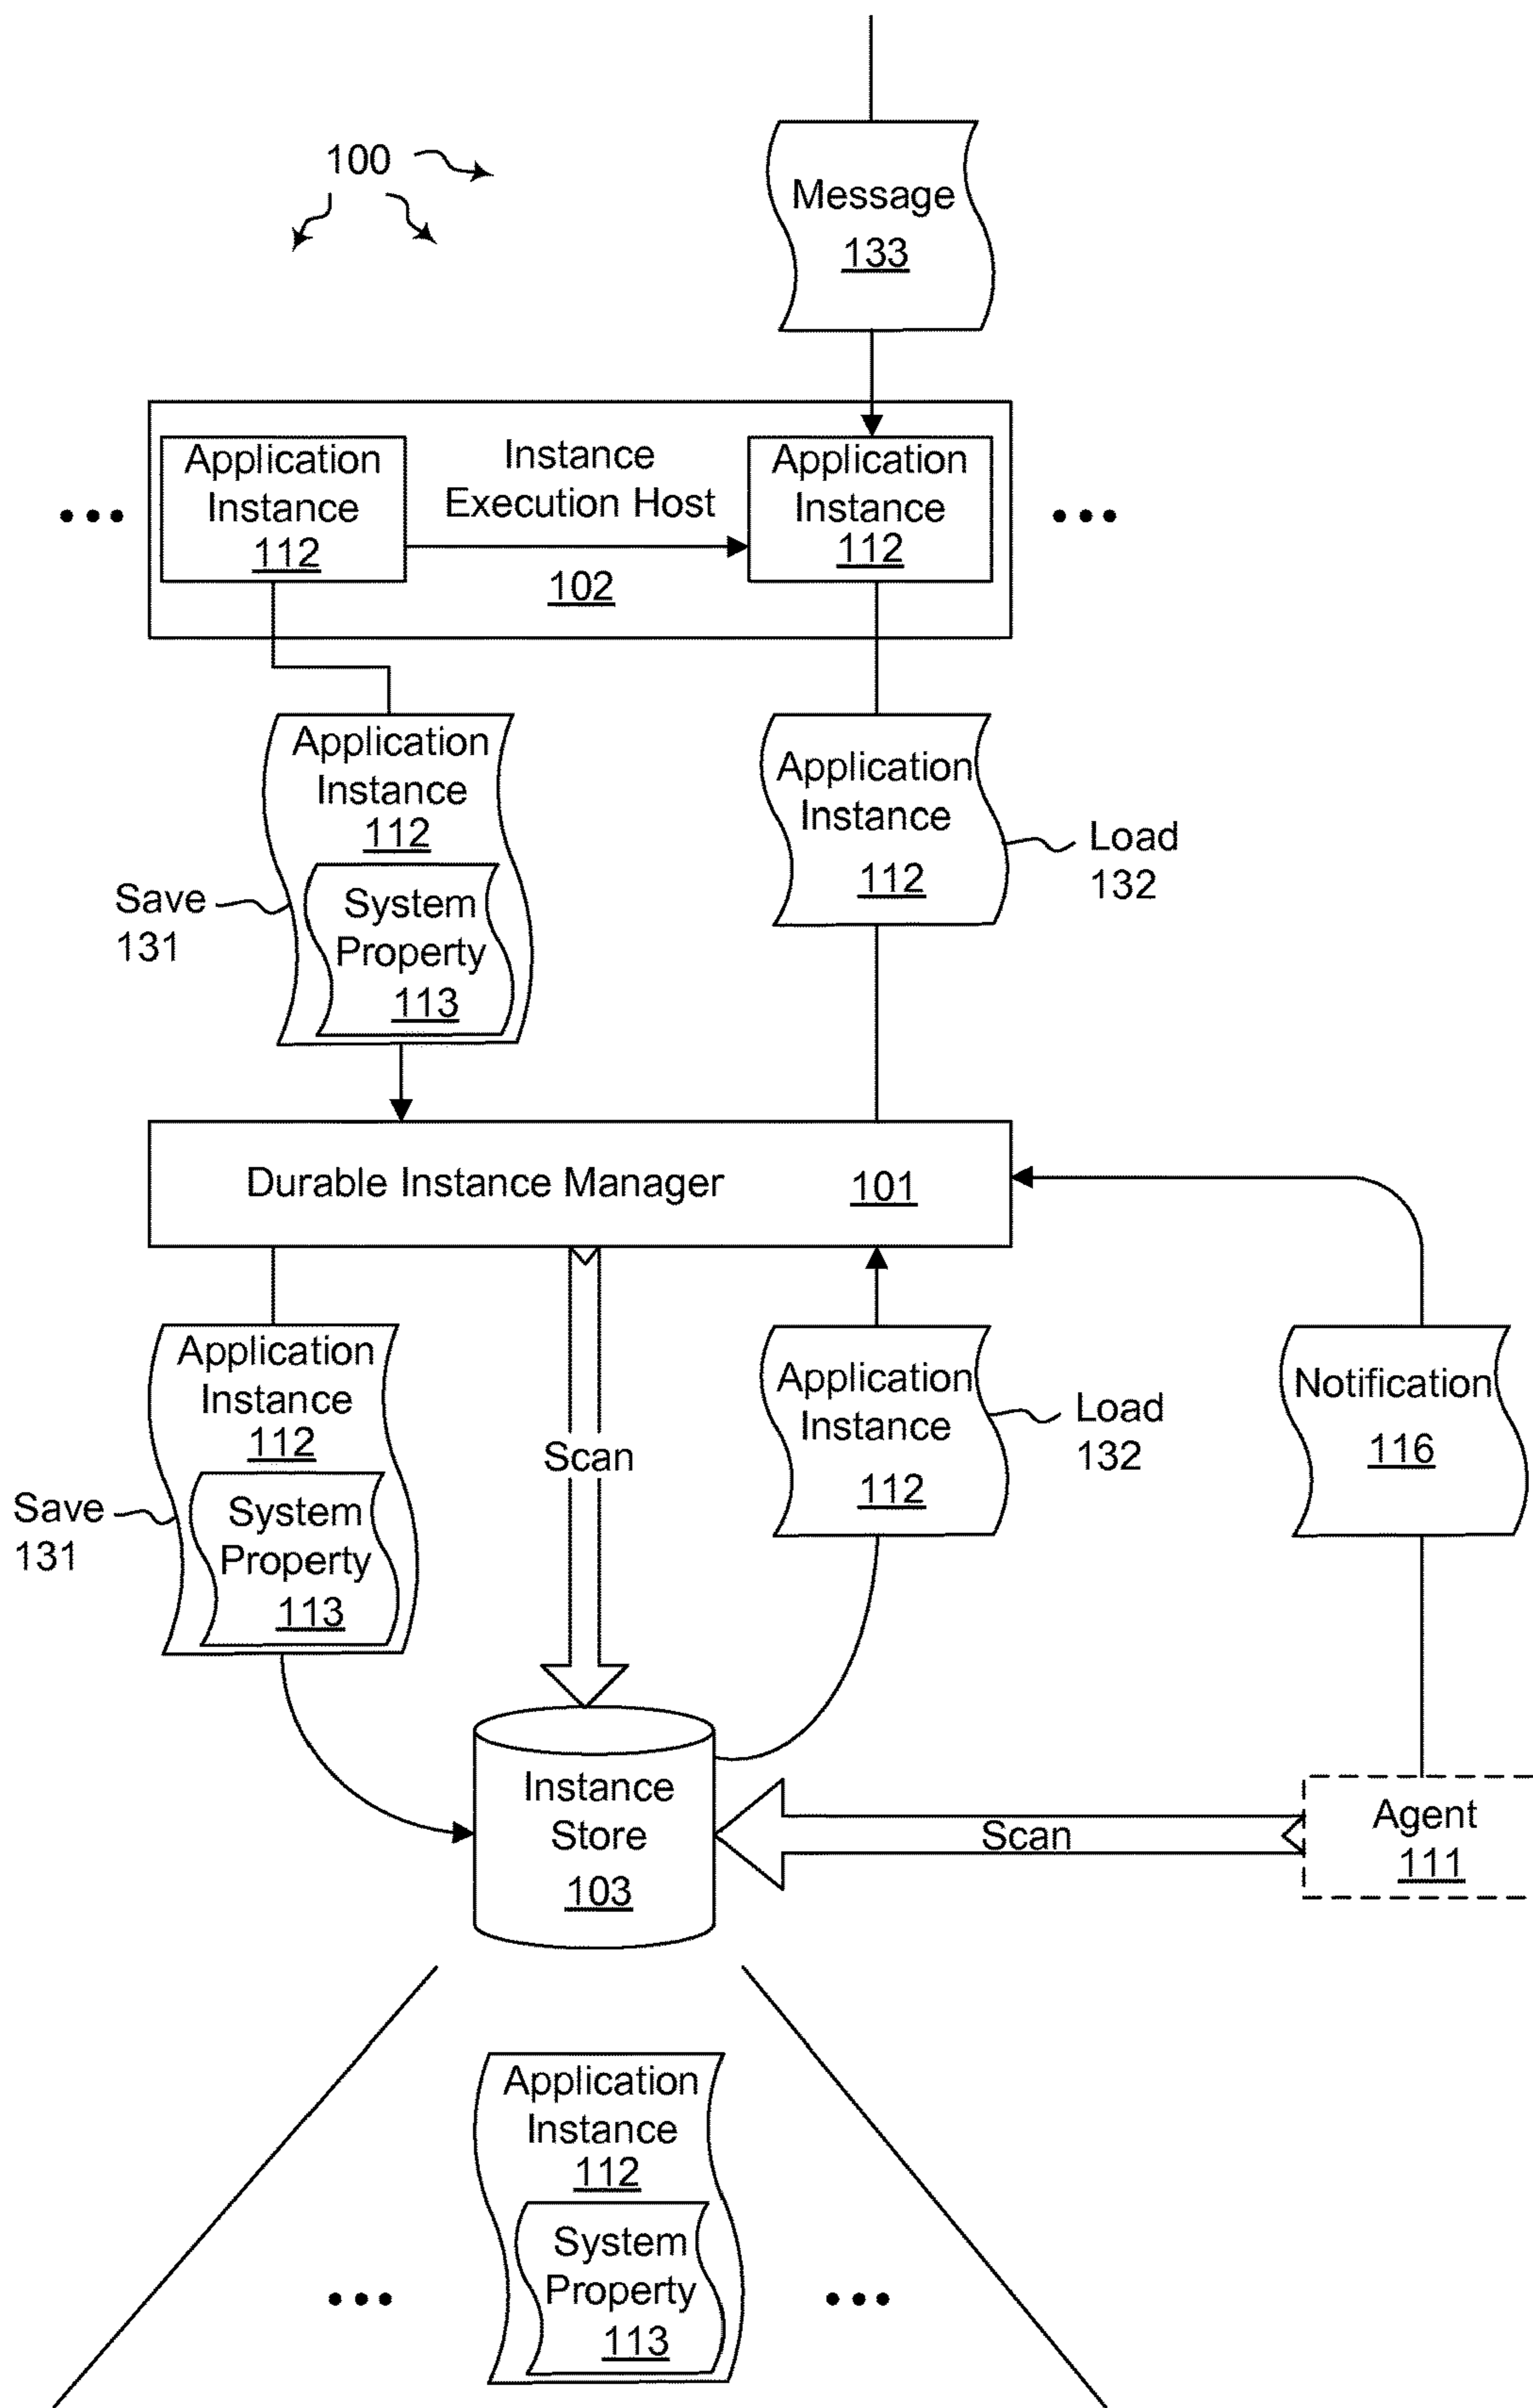 100
Message
133
Application
Instance
112
Instance
Execution Host
102
Application
Instance
112
Application
Instance
112
System
Property
113
Save
131
Application
Instance
112
Load
132
Durable Instance Manager 101
Application
Instance
112
System
Property
113
Save
131
Scan
Application
Instance
112
Load
132
Notification
116
Instance
Store
103
Scan
Agent
111
Application
Instance
112
System
Property
113